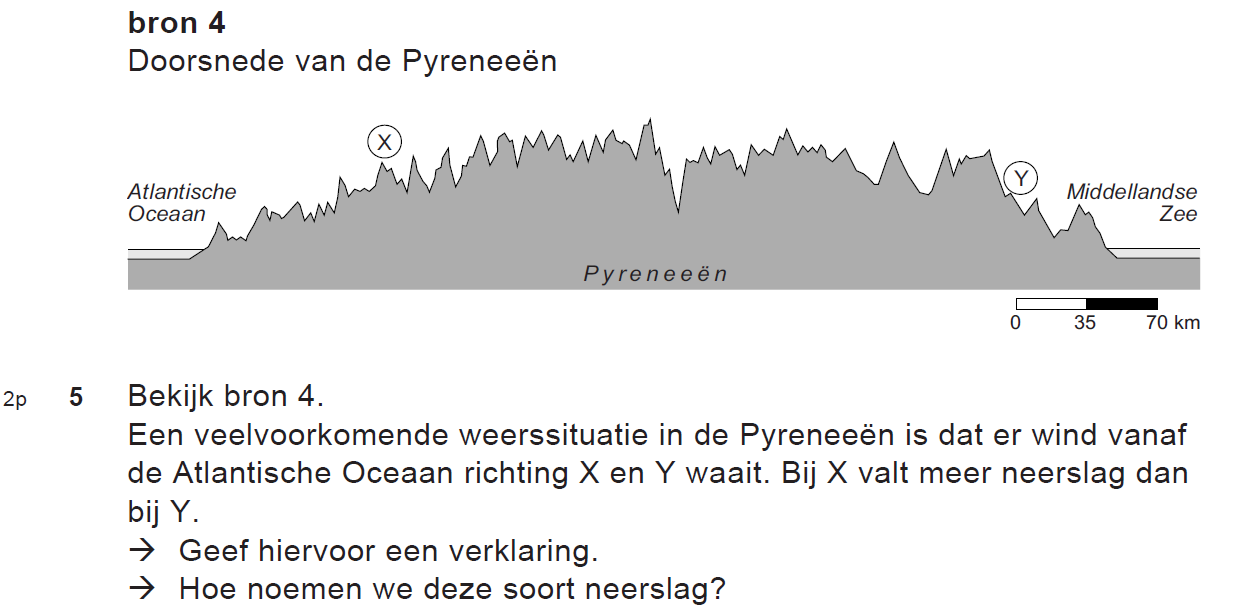 bron 4
Doorsnede van de Pyreneeën
X
Y
Atlantische
Oceaan
Middellandse
Zee
Pyreneeën
0 35 70 km
2p 5 Bekijk bron 4.
Een veelvoorkomende weerssituatie in de Pyreneeën is dat er wind vanaf
de Atlantische Oceaan richting X en Y waait. Bij X valt meer neerslag dan
bij Y.
→ Geef hiervoor een verklaring.
→ Hoe noemen we deze soort neerslag?